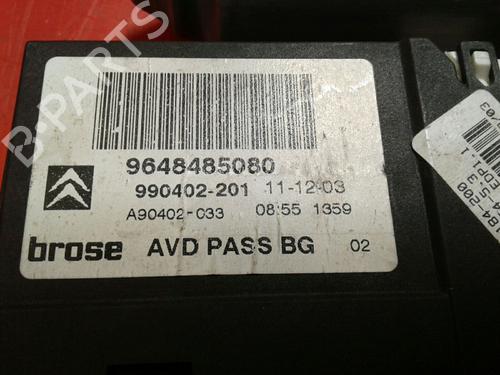 9648485080
990402-201 11-12-03
A90402-033 08:55 1359
brose AVD PASS BG 02
B-PARTS